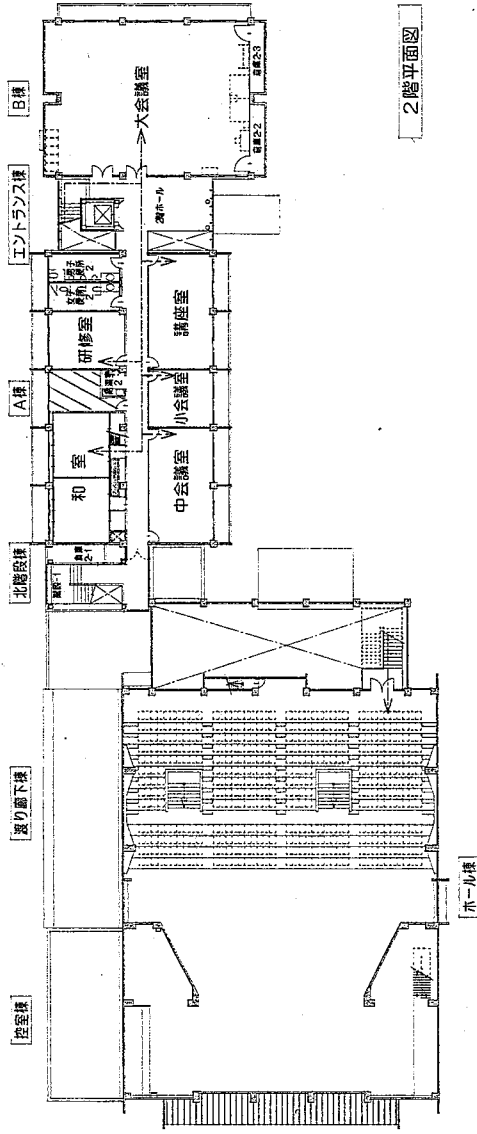 2階平面図
控室棟
渡り廊下棟
北階段棟
A棟
エントランス棟
B棟
階段-1
倉庫2-1
和室
研修室
女子便所2
男子便所2
中会議室
小会議室
講座室
2階ホール
大会議室
倉庫2-2
倉庫2-3
ホール棟